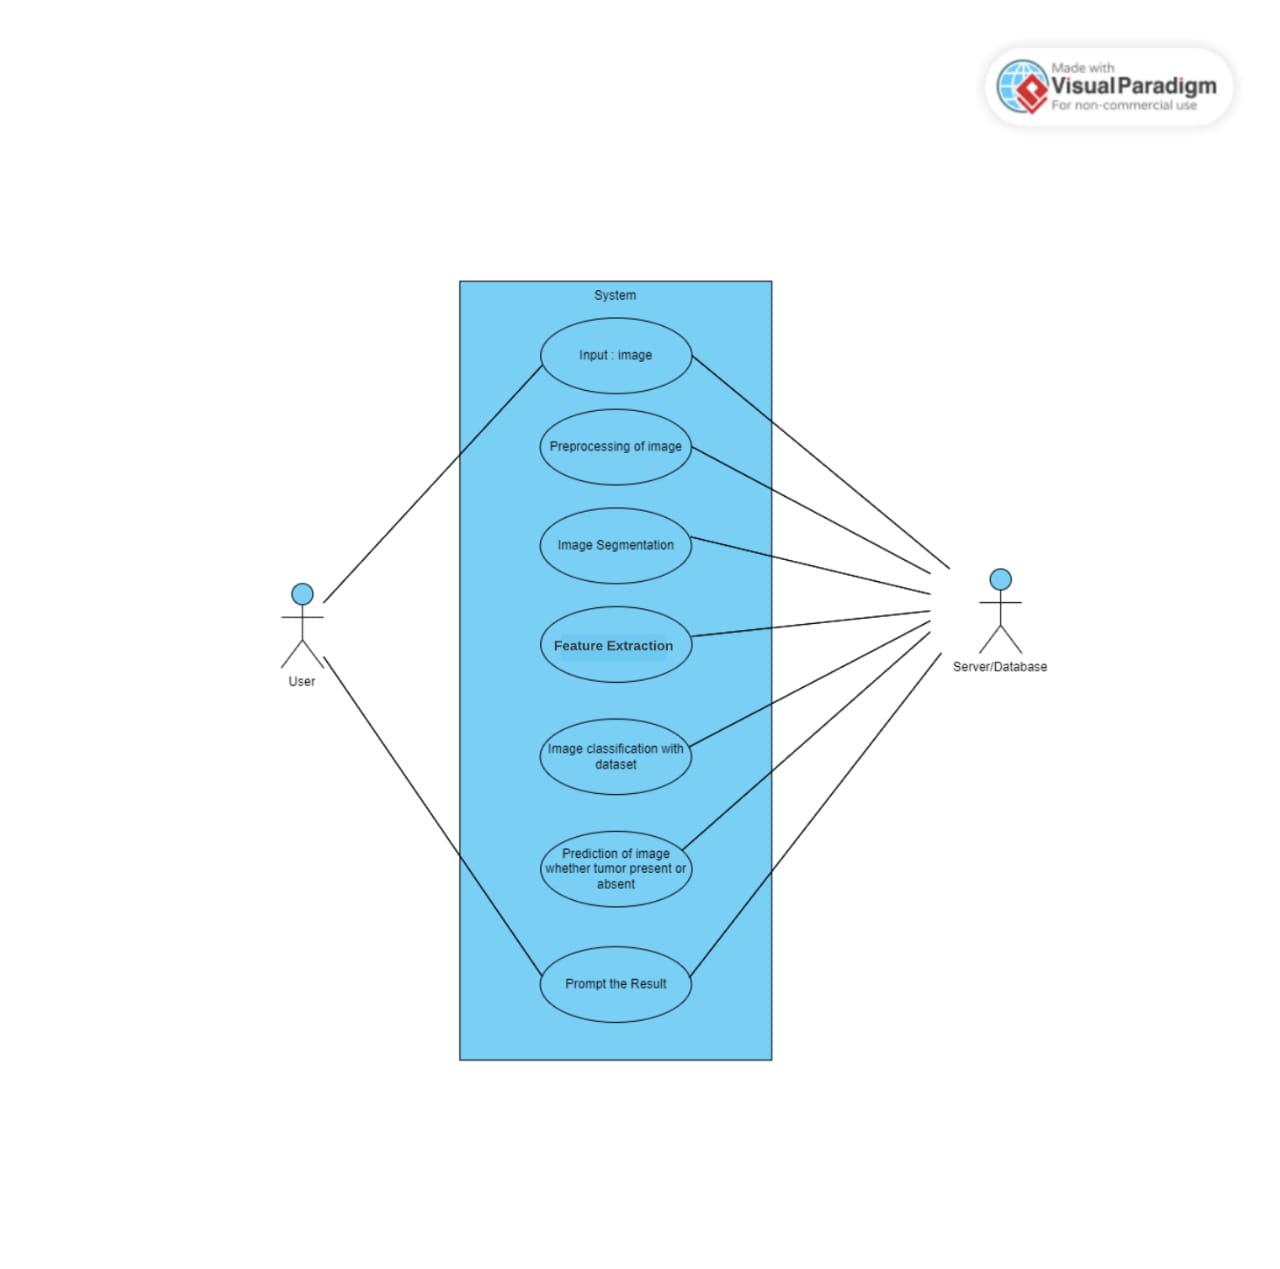 Made with
Visual Paradigm
For non-commercial use
System
Input : image
Preprocessing of image
Image Segmentation
Feature Extraction
User
Server/Database
Image classification with
dataset
Prediction of image
whether tumor present or
absent
Prompt the Result